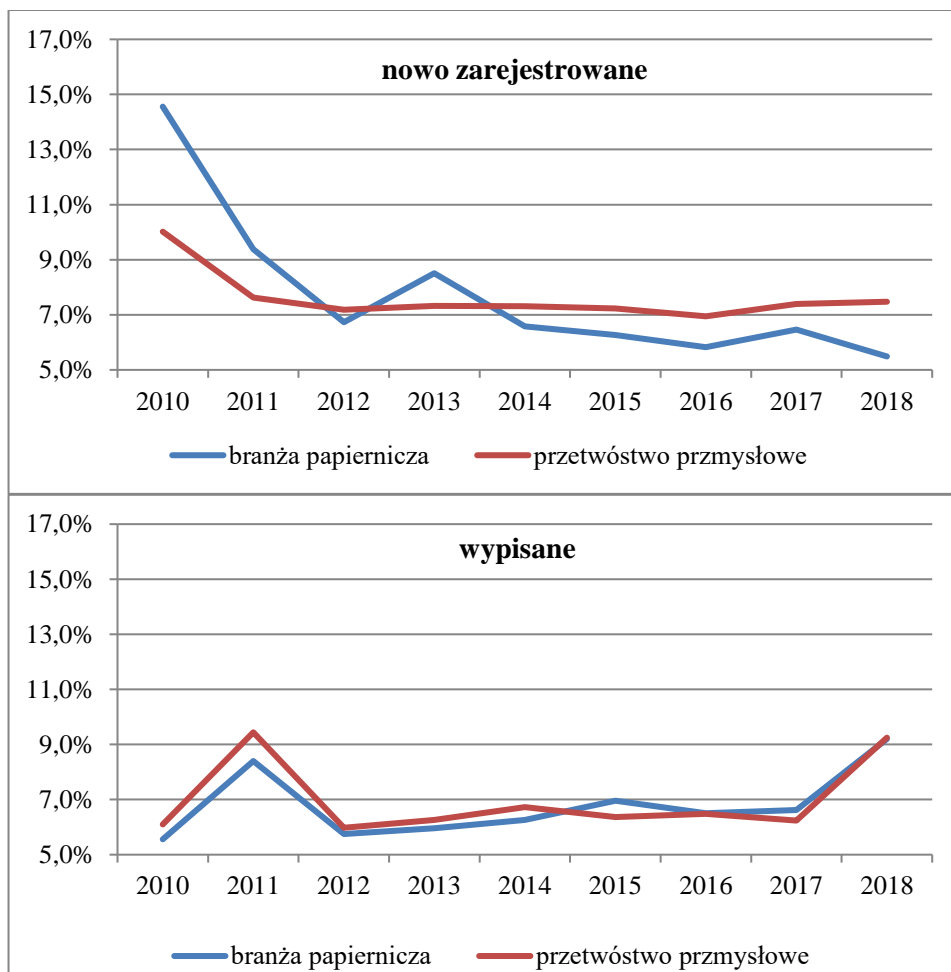 17,0%
nowo zarejestrowane
15,0%
13,0%
11,0%
9,0%
7,0%
5,0%
2010 2011 2012 2013 2014 2015 2016 2017 2018
branża papiernicza przetwóstwo przmysłowe
17,0%
wypisane
15,0%
13,0%
11,0%
9,0%
7,0%
5,0%
2010 2011 2012 2013 2014 2015 2016 2017 2018
branża papiernicza przetwóstwo przmysłowe